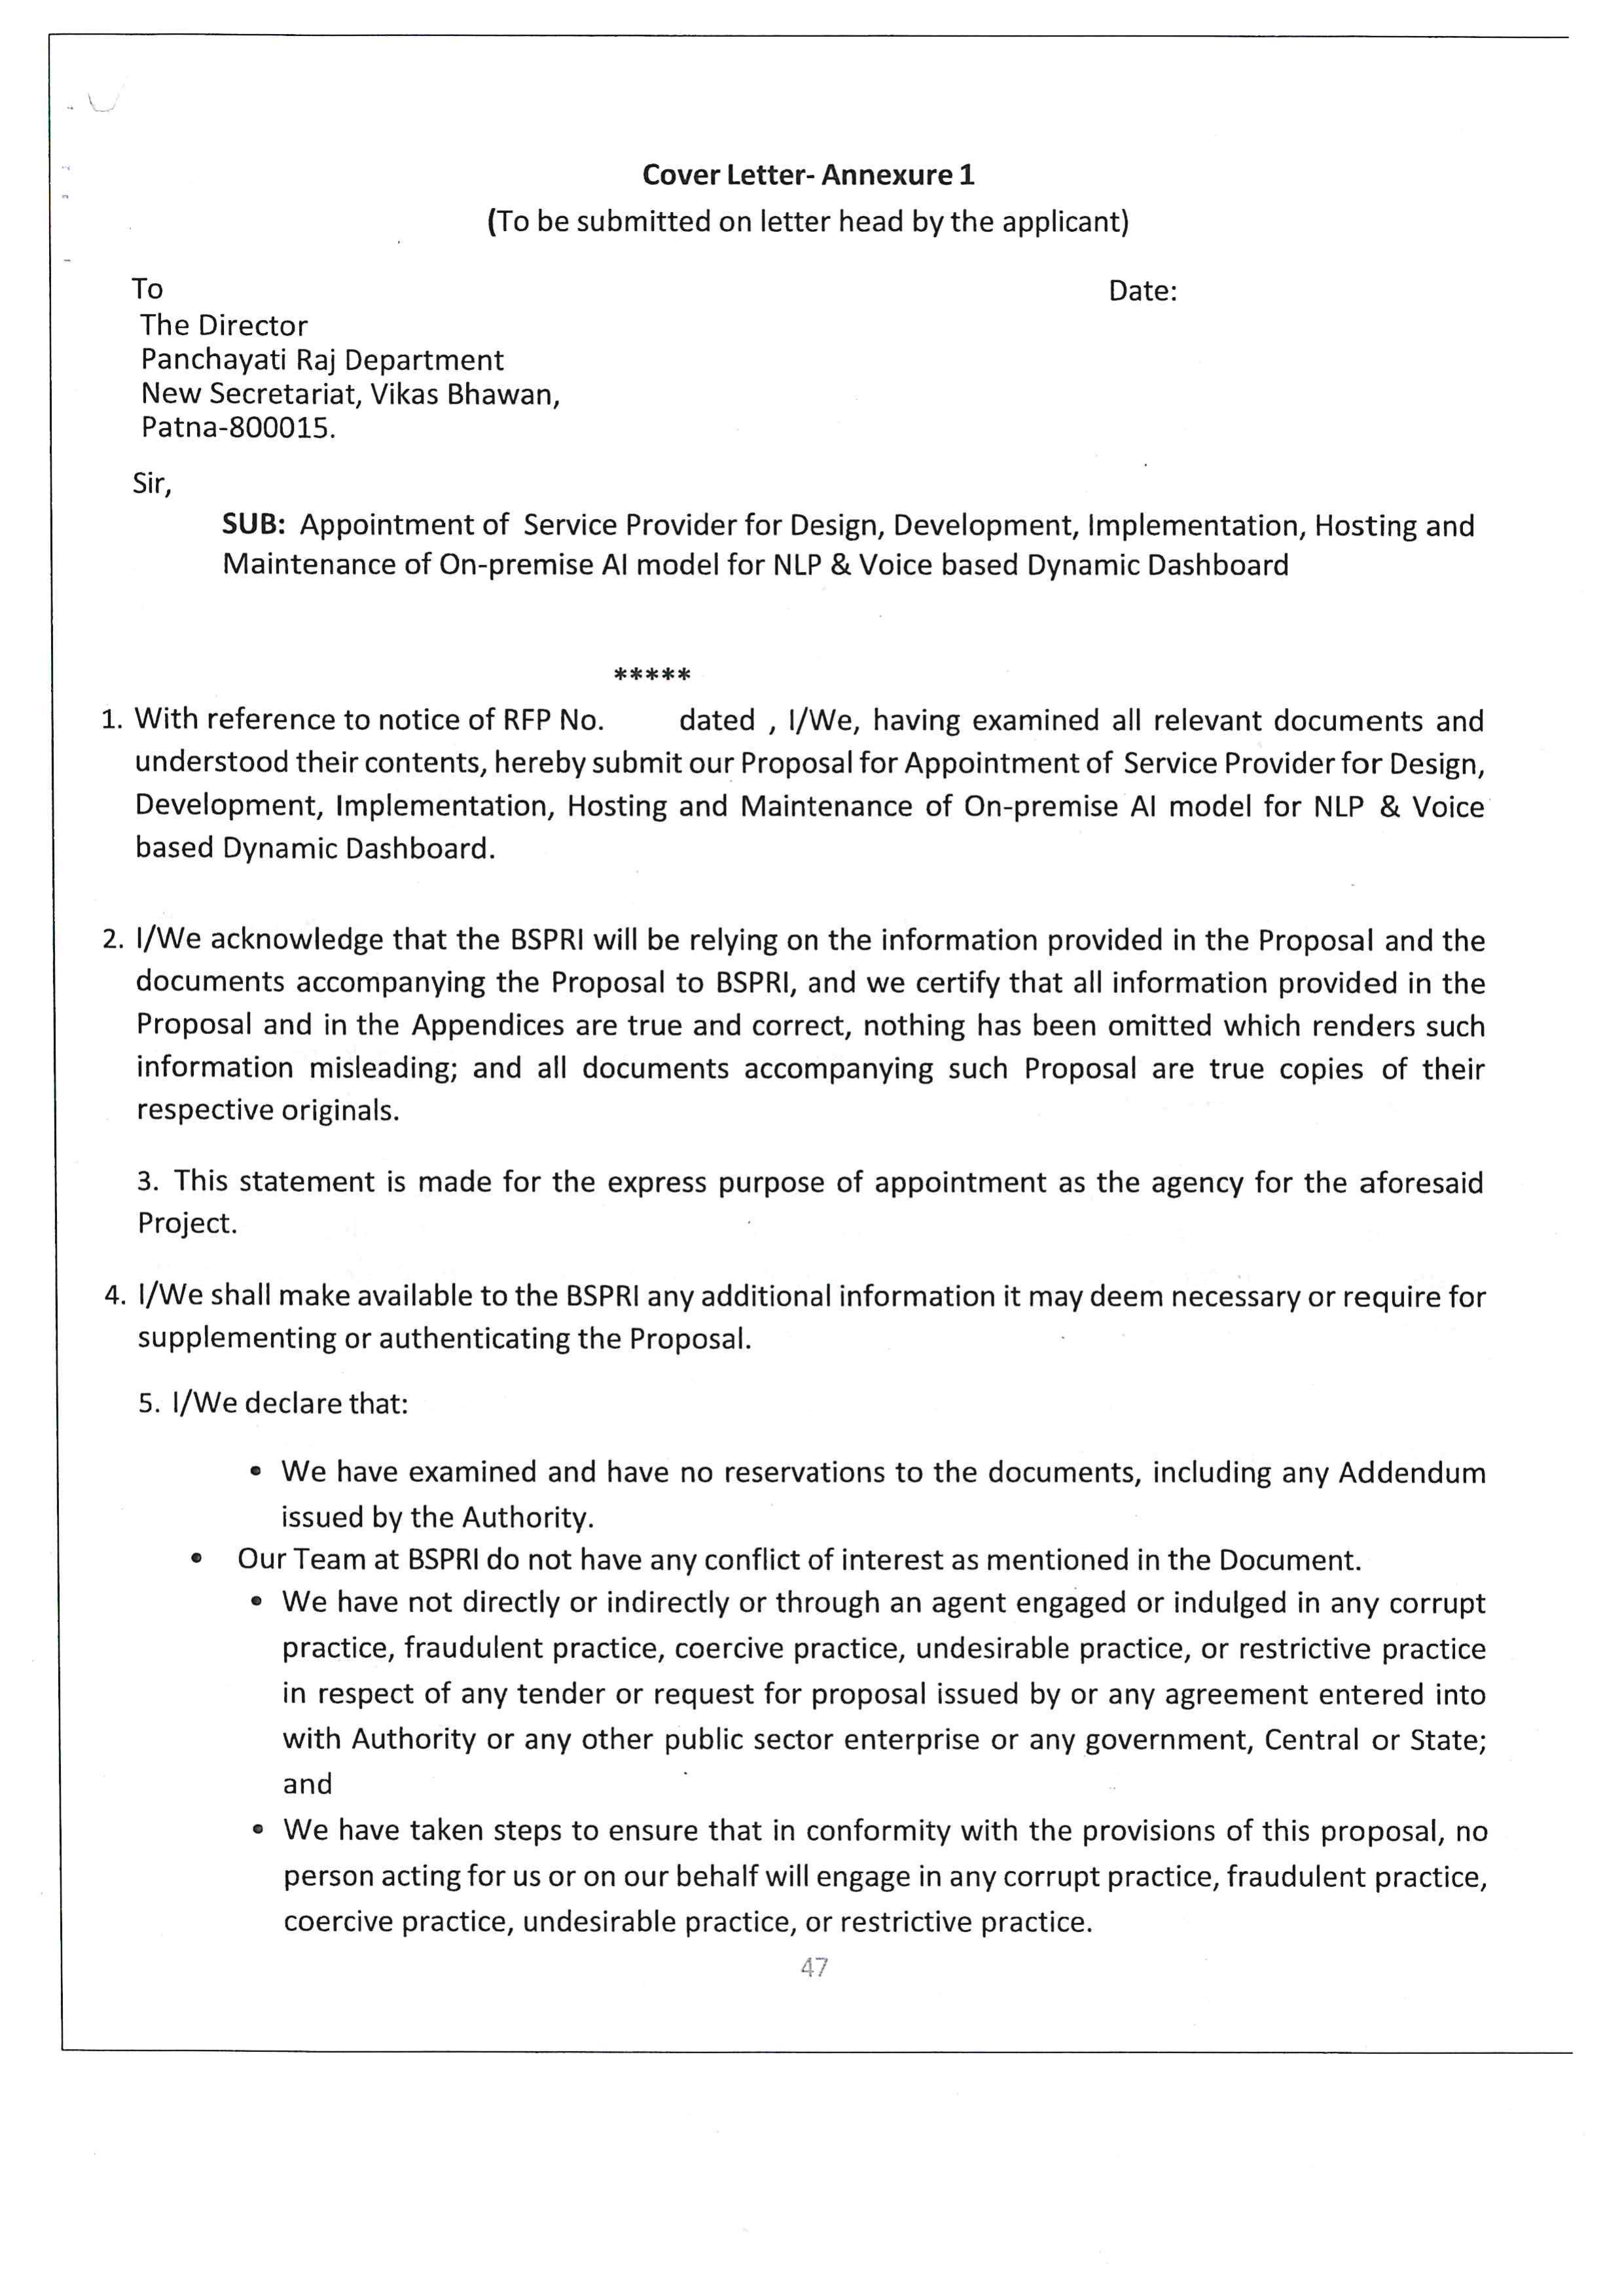 Cover Letter- Annexure 1
(To be submitted on letter head by the applicant)
To
Date:
The Director
Panchayati Raj Department
New Secretariat, Vikas Bhawan,
Patna-800015.
Sir,
SUB: Appointment of Service Provider for Design, Development, Implementation, Hosting and
Maintenance of On-premise AI model for NLP & Voice based Dynamic Dashboard
*****
1. With reference to notice of RFP No. dated , I/We, having examined all relevant documents and
understood their contents, hereby submit our Proposal for Appointment of Service Provider for Design,
Development, Implementation, Hosting and Maintenance of On-premise AI model for NLP & Voice
based Dynamic Dashboard.
2. I/We acknowledge that the BSPRI will be relying on the information provided in the Proposal and the
documents accompanying the Proposal to BSPRI, and we certify that all information provided in the
Proposal and in the Appendices are true and correct, nothing has been omitted which renders such
information misleading; and all documents accompanying such Proposal are true copies of their
respective originals.
3. This statement is made for the express purpose of appointment as the agency for the aforesaid
Project.
4. I/We shall make available to the BSPRI any additional information it may deem necessary or require for
supplementing or authenticating the Proposal.
5. I/We declare that:
• We have examined and have no reservations to the documents, including any Addendum
issued by the Authority.
• Our Team at BSPRI do not have any conflict of interest as mentioned in the Document.
• We have not directly or indirectly or through an agent engaged or indulged in any corrupt
practice, fraudulent practice, coercive practice, undesirable practice, or restrictive practice
in respect of any tender or request for proposal issued by or any agreement entered into
with Authority or any other public sector enterprise or any government, Central or State;
and
• We have taken steps to ensure that in conformity with the provisions of this proposal, no
person acting for us or on our behalf will engage in any corrupt practice, fraudulent practice,
coercive practice, undesirable practice, or restrictive practice.
47